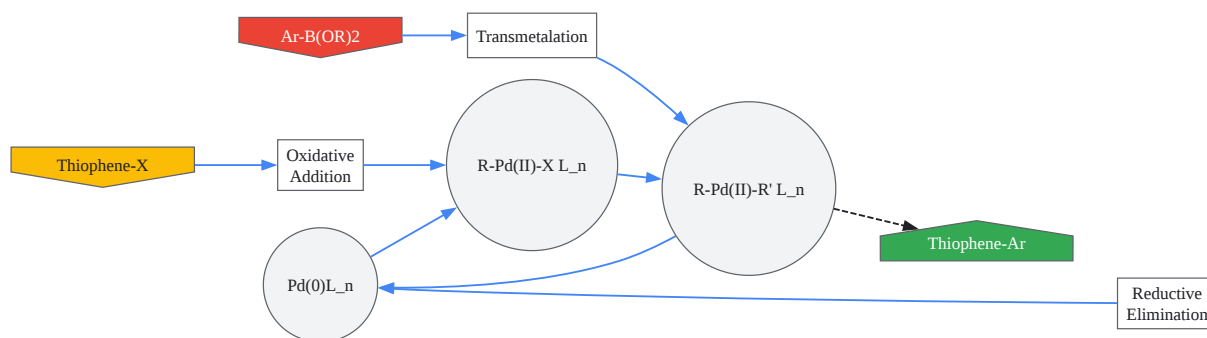 Ar-B(OR)2
Transmetalation
Thiophene-X
Oxidative
Addition
R-Pd(II)-X L_n
R-Pd(II)-R' L_n
Thiophene-Ar
Pd(0)L_n
Reductive
Elimination